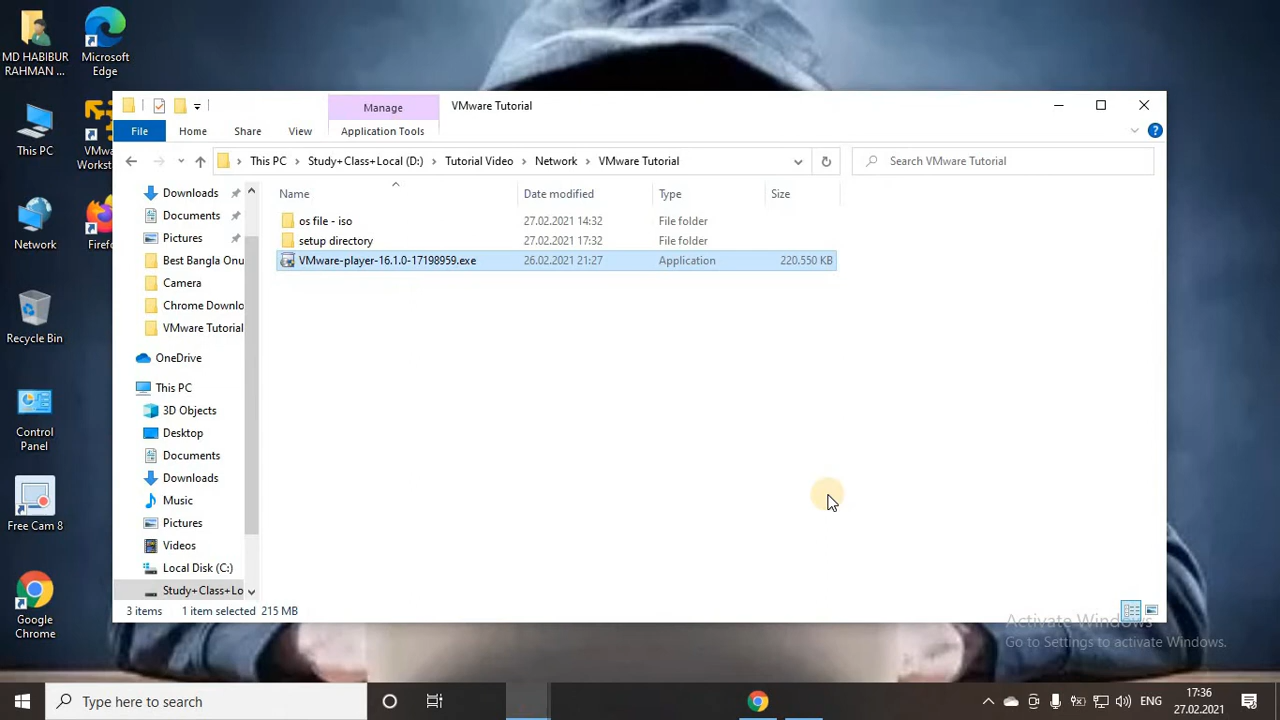 MD HABIBUR
RAHMAN ...
Microsoft
Edge
This PC
VMw
Workst
Network
Firef
Recycle Bin
Control
Panel
Free Cam 8
Google
Chrome
Manage
VMware Tutorial
File
Home
Share
View
Application Tools
This PC
Study+Class+Local (D:)
Tutorial Video
Network
VMware Tutorial
Search VMware Tutorial
Name
Date modified
Type
Size
os file - iso
27.02.2021 14:32
File folder
setup directory
27.02.2021 17:32
File folder
VMware-player-16.1.0-17198959.exe
26.02.2021 21:27
Application
220.550 KB
Downloads
Documents
Pictures
Best Bangla Onu
Camera
Chrome Downlo
VMware Tutorial
OneDrive
This PC
3D Objects
Desktop
Documents
Downloads
Music
Pictures
Videos
Local Disk (C:)
Study+Class+Lo
3 items
1 item selected 215 MB
Activate Windows
Go to Settings to activate Windows.
Type here to search
ENG
17:36
27.02.2021